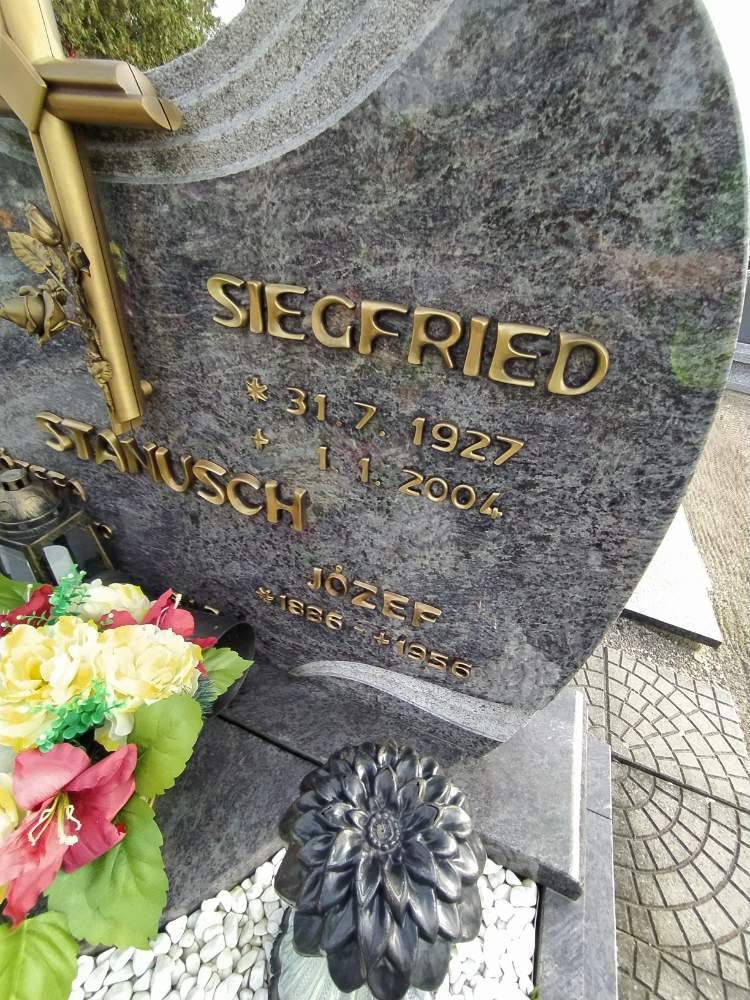 SIEGFRIED
* 31. 7. 1927
+ 1. 1. 2004
STANUSCH
JÓZEF
*1886 - +1956